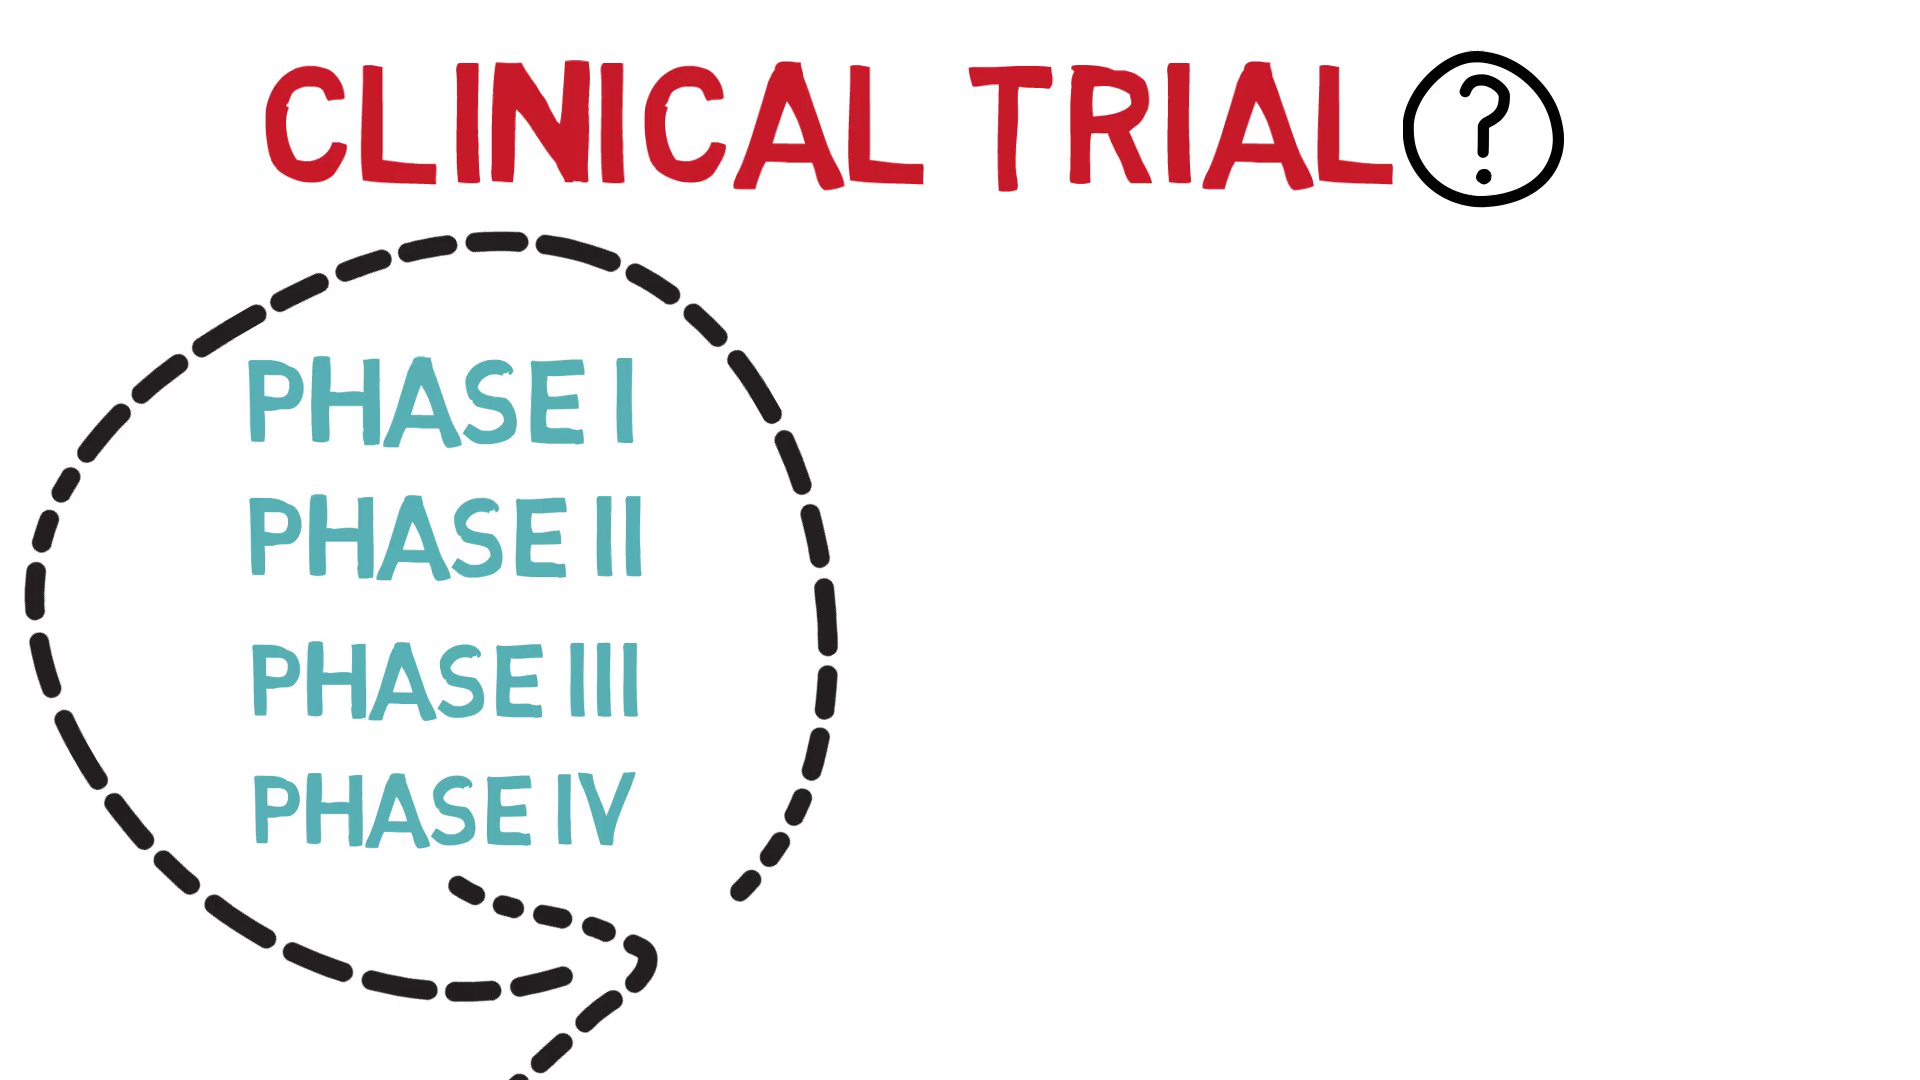 CLINICAL TRIAL?
PHASE I
PHASE II
PHASE III
PHASE IV